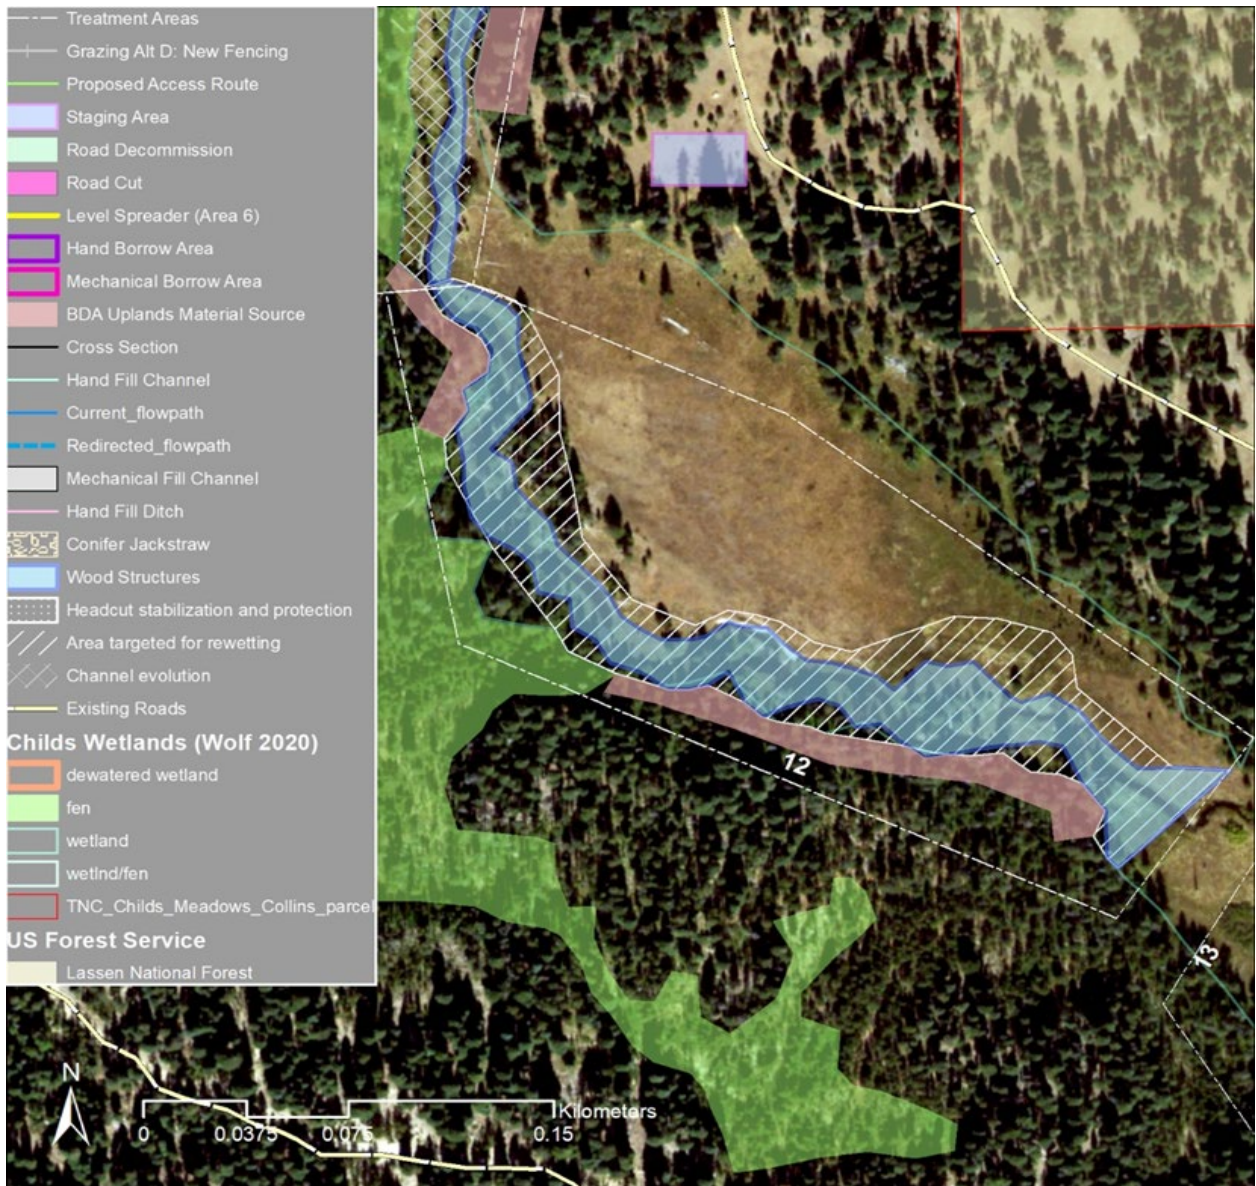 Treatment Areas
Grazing Alt D: New Fencing
Proposed Access Route
Staging Area
Road Decommission
Road Cut
Level Spreader (Area 6)
Hand Borrow Area
Mechanical Borrow Area
BDA Uplands Material Source
Cross Section
Hand Fill Channel
Current_flowpath
Redirected_flowpath
Mechanical Fill Channel
Hand Fill Ditch
Conifer Jackstraw
Wood Structures
Headcut stabilization and protection
Area targeted for rewetting
Channel evolution
Existing Roads
Childs Wetlands (Wolf 2020)
dewatered wetland
fen
wetland
wetlnd/fen
TNC_Childs_Meadows_Collins_parcel
US Forest Service
Lassen National Forest
12
13
N
Kilometers
0 0.0375 0.075 0.15